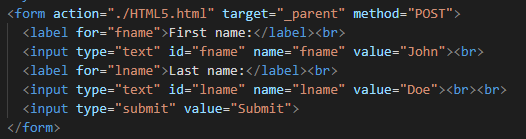 <form action="./HTML5.html" target="_parent" method="POST">
<label for="fname">First name:</label><br>
<input type="text" id="fname" name="fname" value="John"><br>
<label for="lname">Last name:</label><br>
<input type="text" id="lname" name="lname" value="Doe"><br><br>
<input type="submit" value="Submit">
</form>